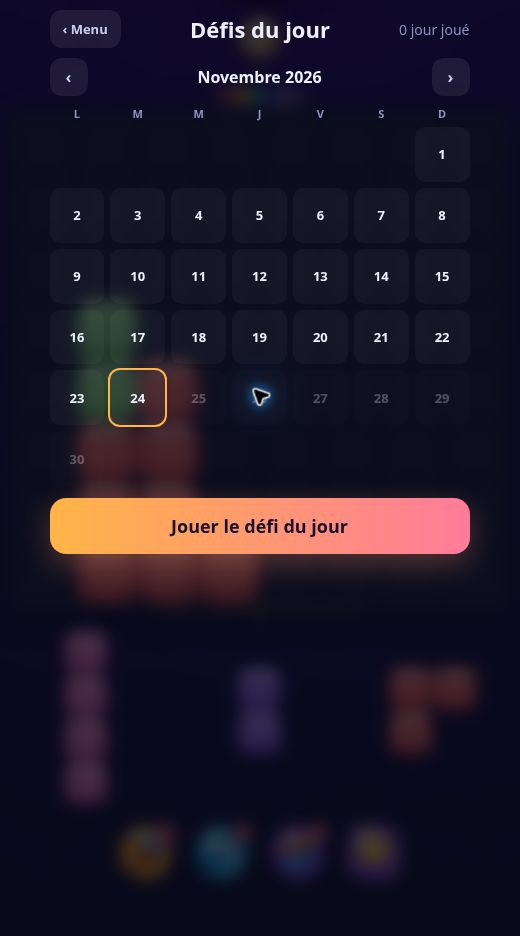 ‹ Menu
Défis du jour
0 jour joué
‹
Novembre 2026
›
L M M J V S D
1
2 3 4 5 6 7 8
9 10 11 12 13 14 15
16 17 18 19 20 21 22
23 24 25 27 28 29
30
Jouer le défi du jour